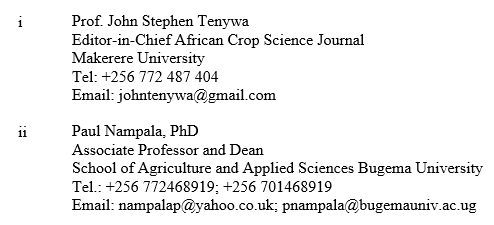 i Prof. John Stephen Tenywa
Editor-in-Chief African Crop Science Journal
Makerere University
Tel: +256 772 487 404
Email: johntenywa@gmail.com
ii Paul Nampala, PhD
Associate Professor and Dean
School of Agriculture and Applied Sciences Bugema University
Tel.: +256 772468919; +256 701468919
Email: nampalap@yahoo.co.uk; pnampala@bugemauniv.ac.ug